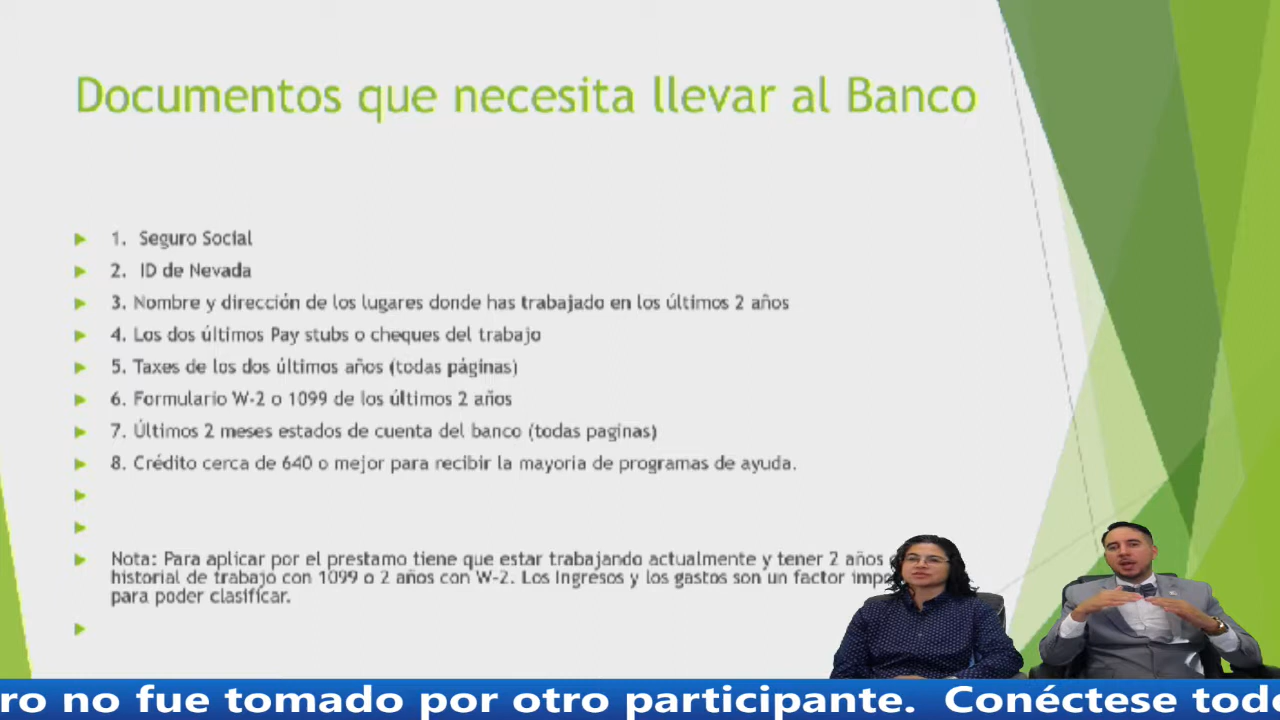 Documentos que necesita llevar al Banco
1. Seguro Social
2. ID de Nevada
3. Nombre y dirección de los lugares donde has trabajado en los últimos 2 años
4. Los dos últimos Pay stubs o cheques del trabajo
5. Taxes de los dos últimos años (todas páginas)
6. Formulario W-2 o 1099 de los últimos 2 años
7. Últimos 2 meses estados de cuenta del banco (todas paginas)
8. Crédito cerca de 640 o mejor para recibir la mayoria de programas de ayuda.
Nota: Para aplicar por el prestamo tiene que estar trabajando actualmente y tener 2 años
historial de trabajo con 1099 o 2 años con W-2. Los Ingresos y los gastos son un factor
para poder clasificar.
ro no fue tomado por otro participante. Conéctese